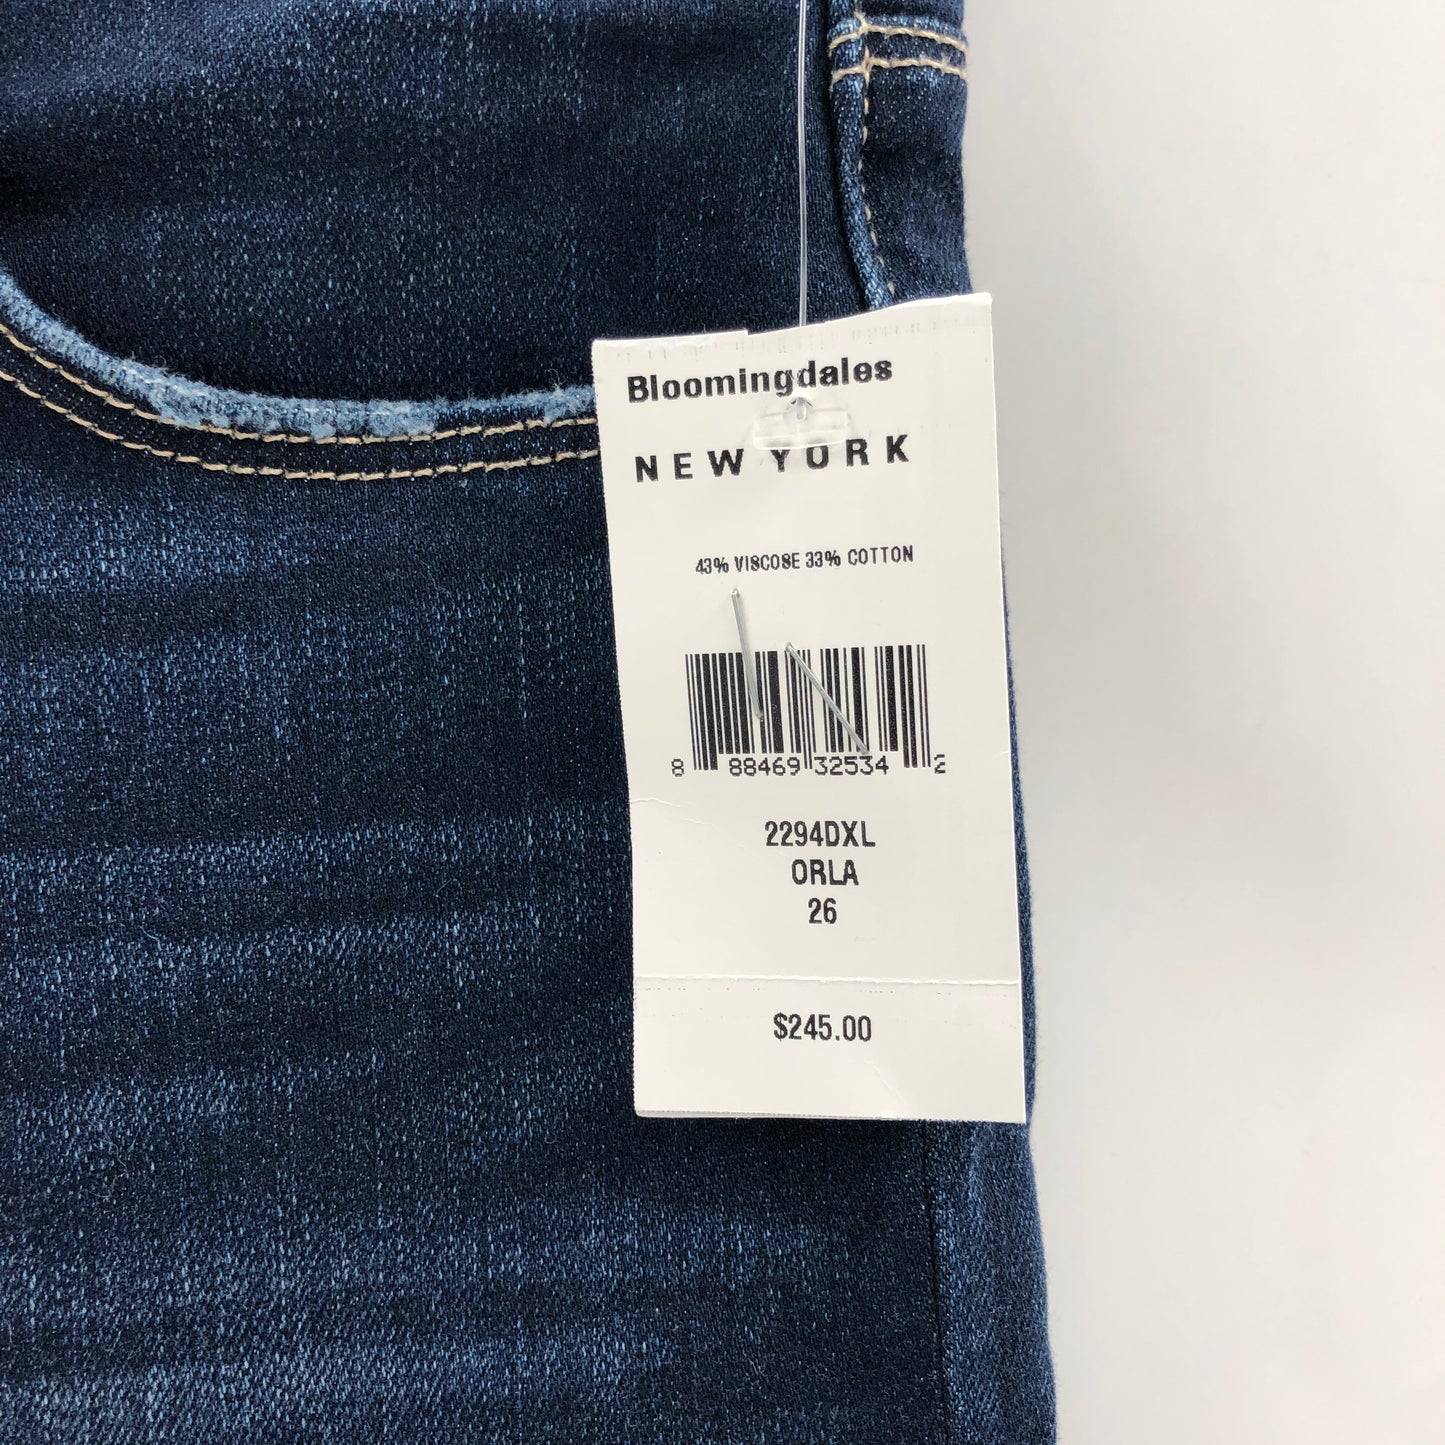 Bloomingdales
NEW YORK
43% VISCOSE 33% COTTON
8 88469 32534 2
2294DXL
ORLA
26
$245.00